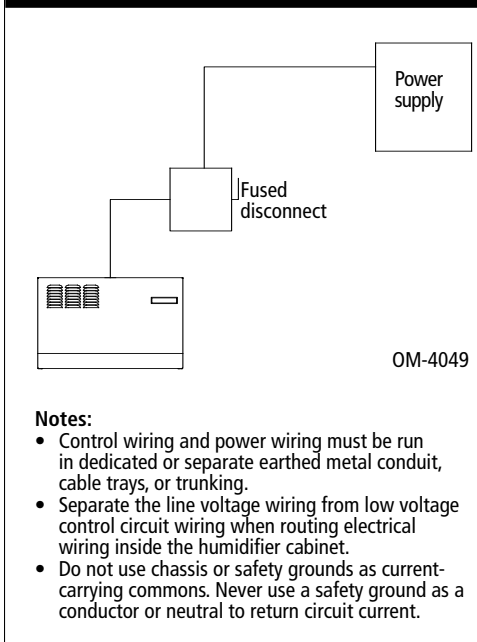 Power
supply
Fused
disconnect
OM-4049
Notes:
• Control wiring and power wiring must be run
in dedicated or separate earthed metal conduit,
cable trays, or trunking.
• Separate the line voltage wiring from low voltage
control circuit wiring when routing electrical
wiring inside the humidifier cabinet.
• Do not use chassis or safety grounds as current-
carrying commons. Never use a safety ground as a
conductor or neutral to return circuit current.